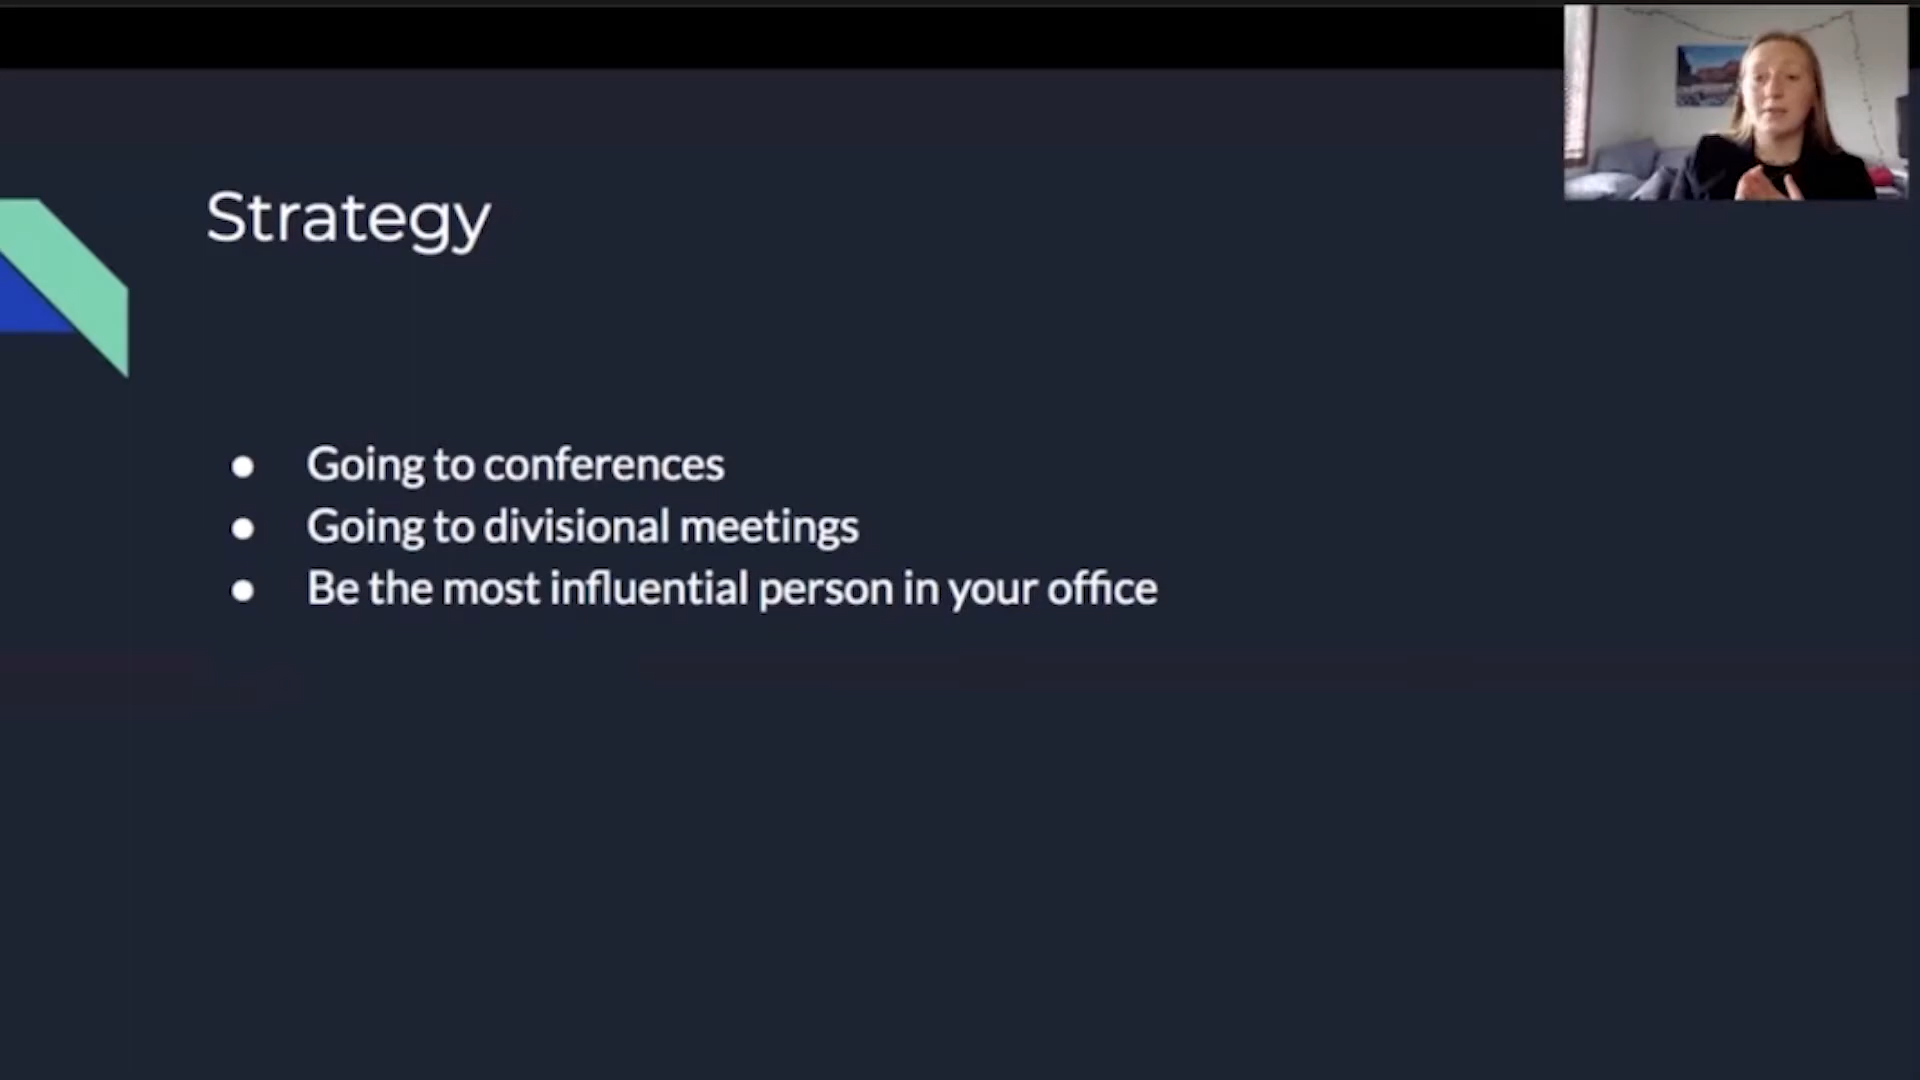 Strategy
● Going to conferences
● Going to divisional meetings
● Be the most influential person in your office